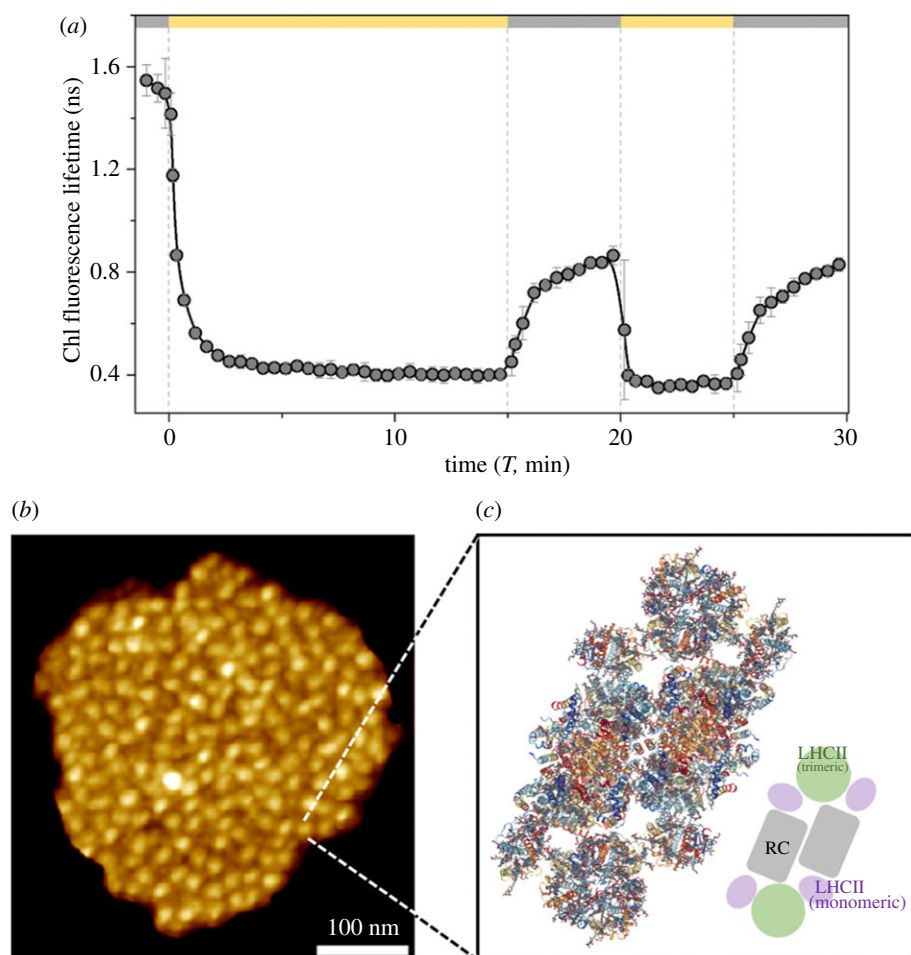 (a)
1.6
1.2
0.8
0.4
Chl fluorescence lifetime (ns)
0
10
20
30
time (T, min)
(b)
(c)
100 nm
LHCII
(trimeric)
RC
LHCII
(monomeric)